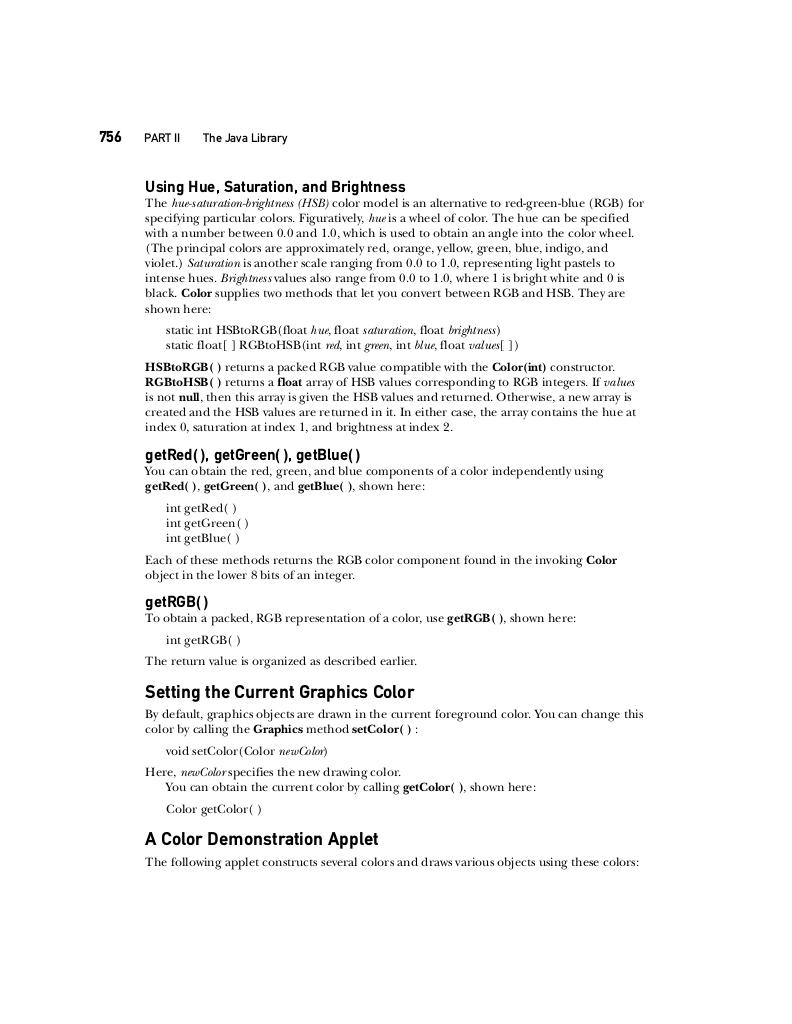 756 PART II The Java Library
Using Hue, Saturation, and Brightness
The hue-saturation-brightness (HSB) color model is an alternative to red-green-blue (RGB) for
specifying particular colors. Figuratively, hue is a wheel of color. The hue can be specified
with a number between 0.0 and 1.0, which is used to obtain an angle into the color wheel.
(The principal colors are approximately red, orange, yellow, green, blue, indigo, and
violet.) Saturation is another scale ranging from 0.0 to 1.0, representing light pastels to
intense hues. Brightness values also range from 0.0 to 1.0, where 1 is bright white and 0 is
black. Color supplies two methods that let you convert between RGB and HSB. They are
shown here:
static int HSBtoRGB(float hue, float saturation, float brightness)
static float[ ] RGBtoHSB(int red, int green, int blue, float values[ ])
HSBtoRGB( ) returns a packed RGB value compatible with the Color(int) constructor.
RGBtoHSB( ) returns a float array of HSB values corresponding to RGB integers. If values
is not null, then this array is given the HSB values and returned. Otherwise, a new array is
created and the HSB values are returned in it. In either case, the array contains the hue at
index 0, saturation at index 1, and brightness at index 2.
getRed( ), getGreen( ), getBlue( )
You can obtain the red, green, and blue components of a color independently using
getRed( ), getGreen( ), and getBlue( ), shown here:
int getRed( )
int getGreen( )
int getBlue( )
Each of these methods returns the RGB color component found in the invoking Color
object in the lower 8 bits of an integer.
getRGB( )
To obtain a packed, RGB representation of a color, use getRGB( ), shown here:
int getRGB( )
The return value is organized as described earlier.
Setting the Current Graphics Color
By default, graphics objects are drawn in the current foreground color. You can change this
color by calling the Graphics method setColor( ) :
void setColor(Color newColor)
Here, newColor specifies the new drawing color.
You can obtain the current color by calling getColor( ), shown here:
Color getColor( )
A Color Demonstration Applet
The following applet constructs several colors and draws various objects using these colors: